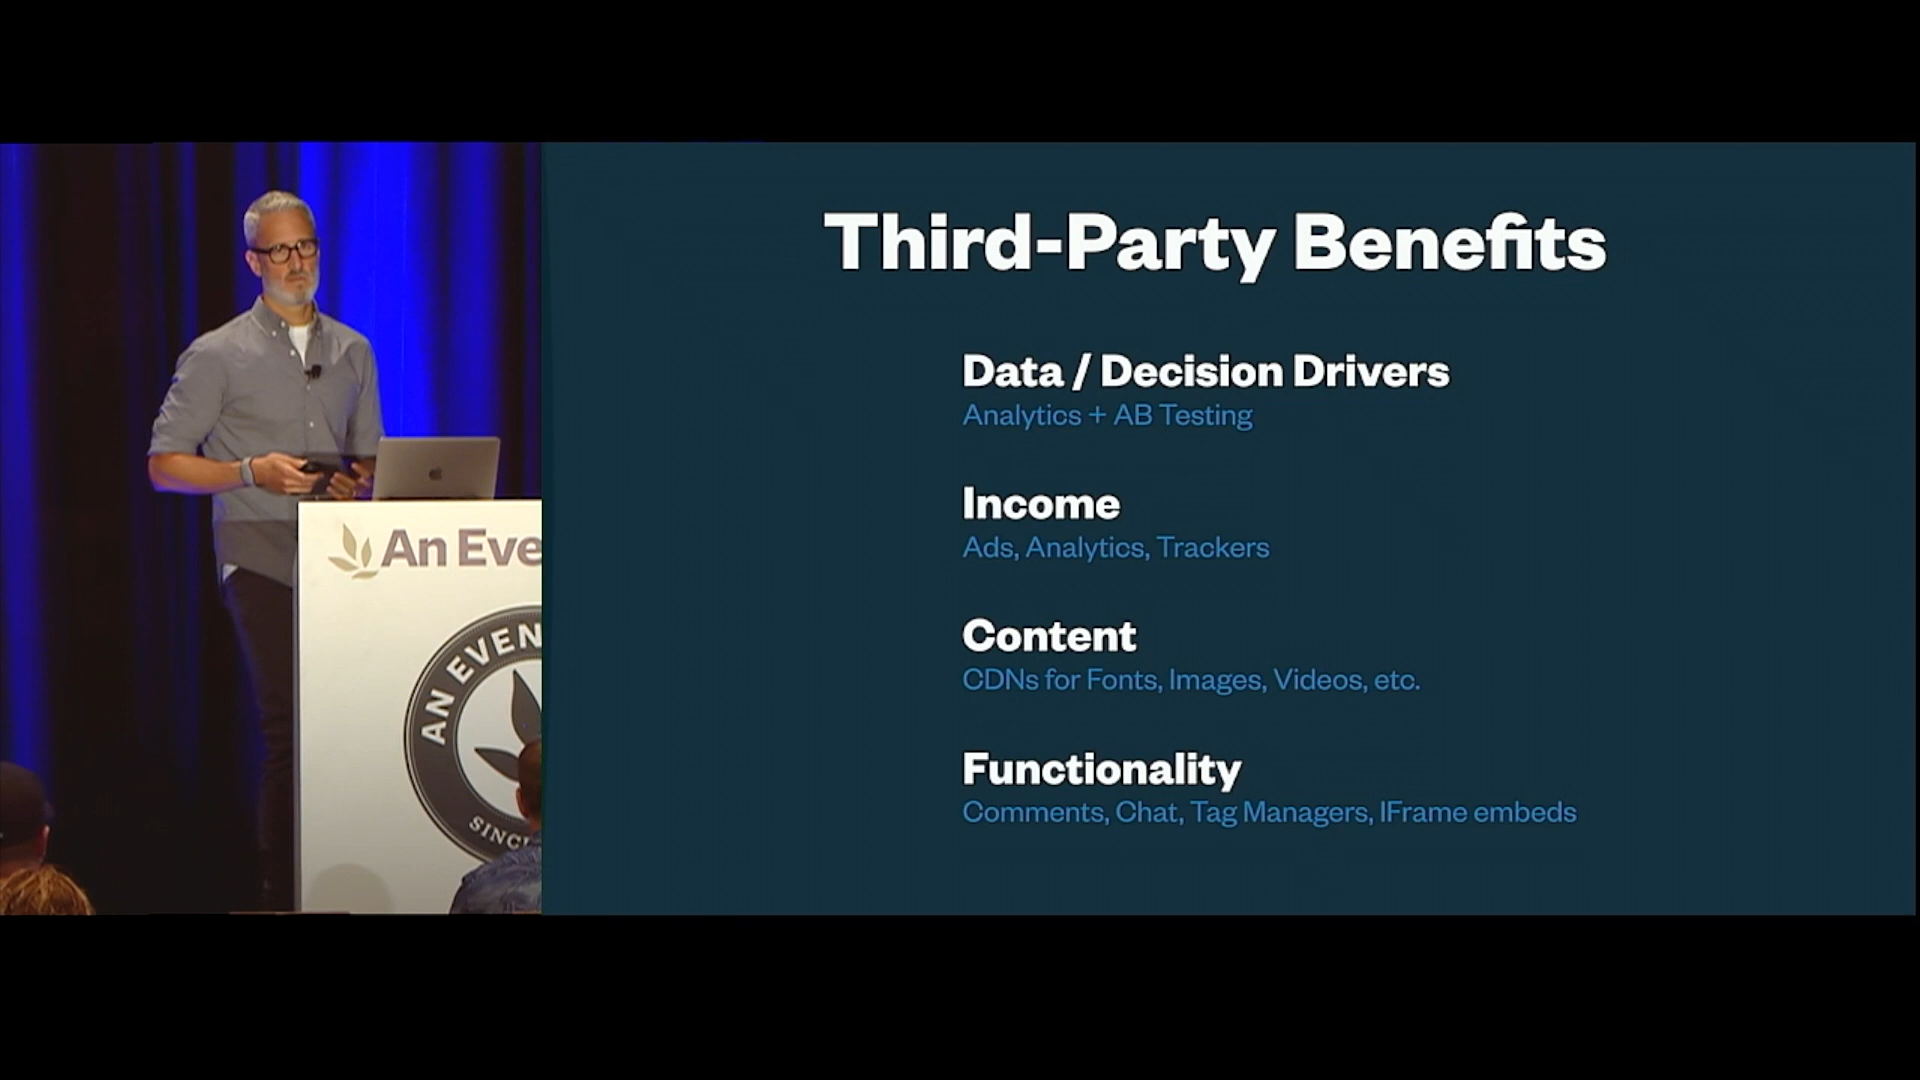 Third-Party Benefits
Data / Decision Drivers
Analytics + AB Testing
Income
Ads, Analytics, Trackers
Content
CDNs for Fonts, Images, Videos, etc.
Functionality
Comments, Chat, Tag Managers, IFrame embeds
An Eve
AN EVEN
SINC